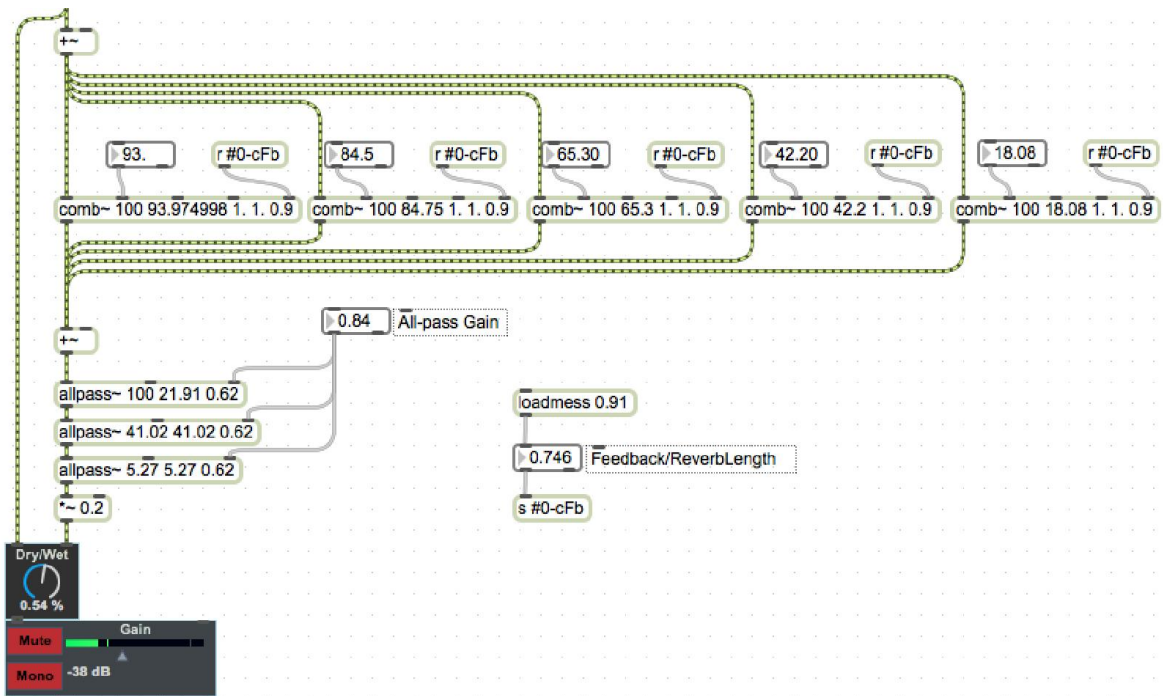 +~
93.
r #0-cFb
84.5
r #0-cFb
65.30
r #0-cFb
42.20
r #0-cFb
18.08
r #0-cFb
comb~ 100 93.974998 1. 1. 0.9
comb~ 100 84.75 1. 1. 0.9
comb~ 100 65.3 1. 1. 0.9
comb~ 100 42.2 1. 1. 0.9
comb~ 100 18.08 1. 1. 0.9
0.84
All-pass Gain
+~
allpass~ 100 21.91 0.62
allpass~ 41.02 41.02 0.62
allpass~ 5.27 5.27 0.62
*~ 0.2
loadmess 0.91
0.746
Feedback/ReverbLength
s #0-cFb
Dry/Wet
0.54 %
Gain
Mute
Mono
-38 dB